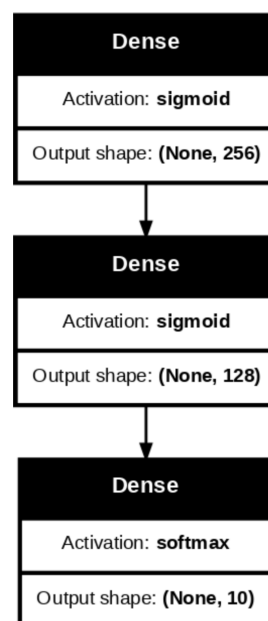 Dense
Activation: sigmoid
Output shape: (None, 256)
Dense
Activation: sigmoid
Output shape: (None, 128)
Dense
Activation: softmax
Output shape: (None, 10)